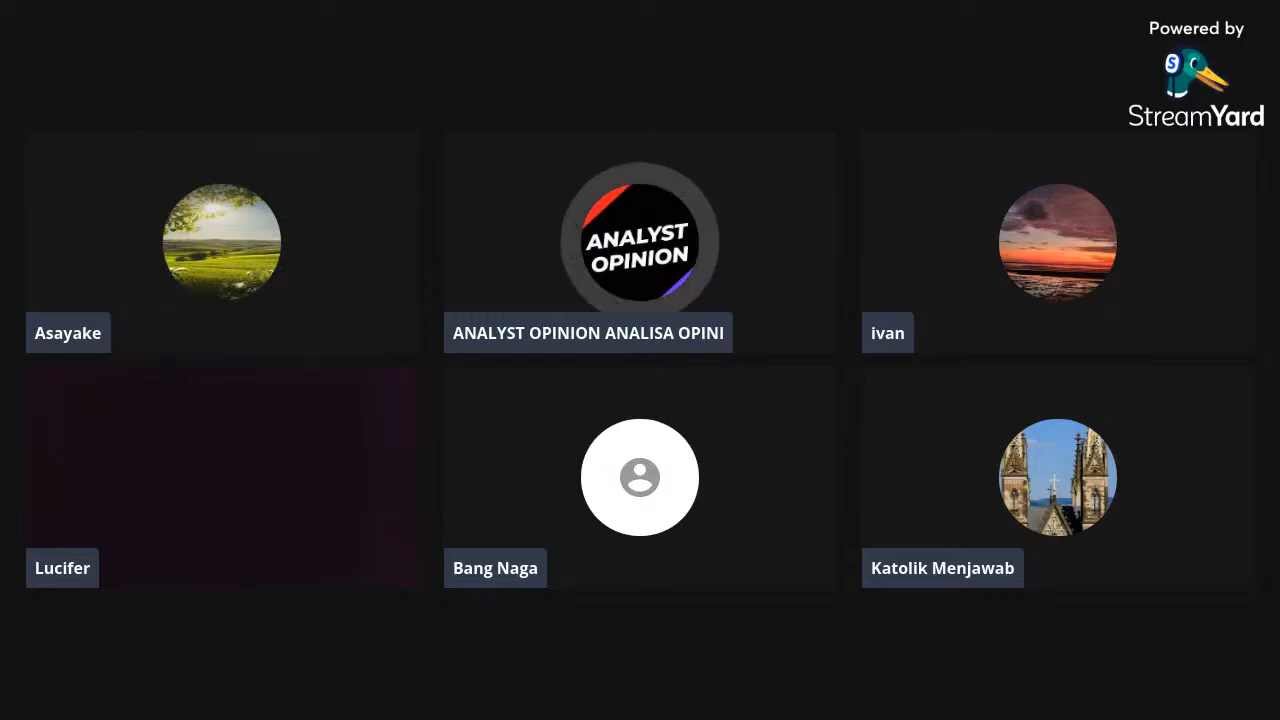 Powered by
S
StreamYard
ANALYST
OPINION
Asayake
ANALYST OPINION ANALISA OPINI
ivan
Lucifer
Bang Naga
Katolik Menjawab